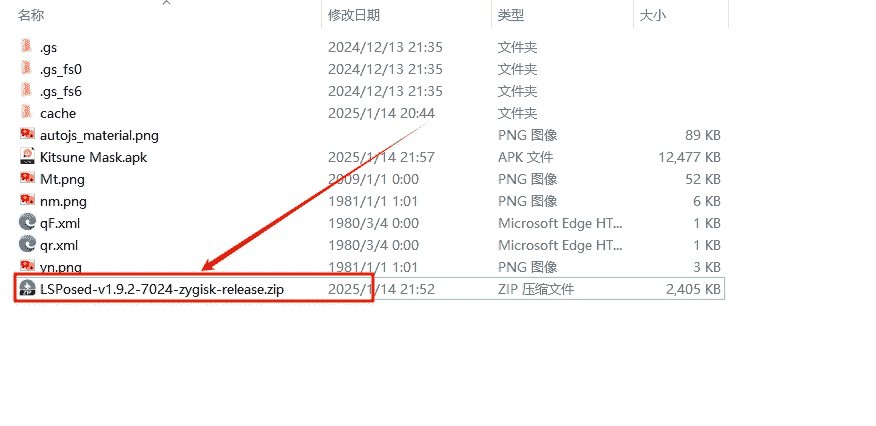 名称 修改日期 类型 大小
.gs 2024/12/13 21:35 文件夹
.gs_fs0 2024/12/13 21:35 文件夹
.gs_fs6 2024/12/13 21:35 文件夹
cache 2025/1/14 20:44 文件夹
autojs_material.png PNG 图像 89 KB
Kitsune Mask.apk 2025/1/14 21:57 APK 文件 12,477 KB
Mt.png 2009/1/1 0:00 PNG 图像 52 KB
nm.png 1981/1/1 1:01 PNG 图像 6 KB
qF.xml 1980/3/4 0:00 Microsoft Edge HT... 1 KB
qr.xml 1980/3/4 0:00 Microsoft Edge HT... 1 KB
yn.png 1981/1/1 1:01 PNG 图像 3 KB
LSPosed-v1.9.2-7024-zygisk-release.zip 2025/1/14 21:52 ZIP 压缩文件 2,405 KB